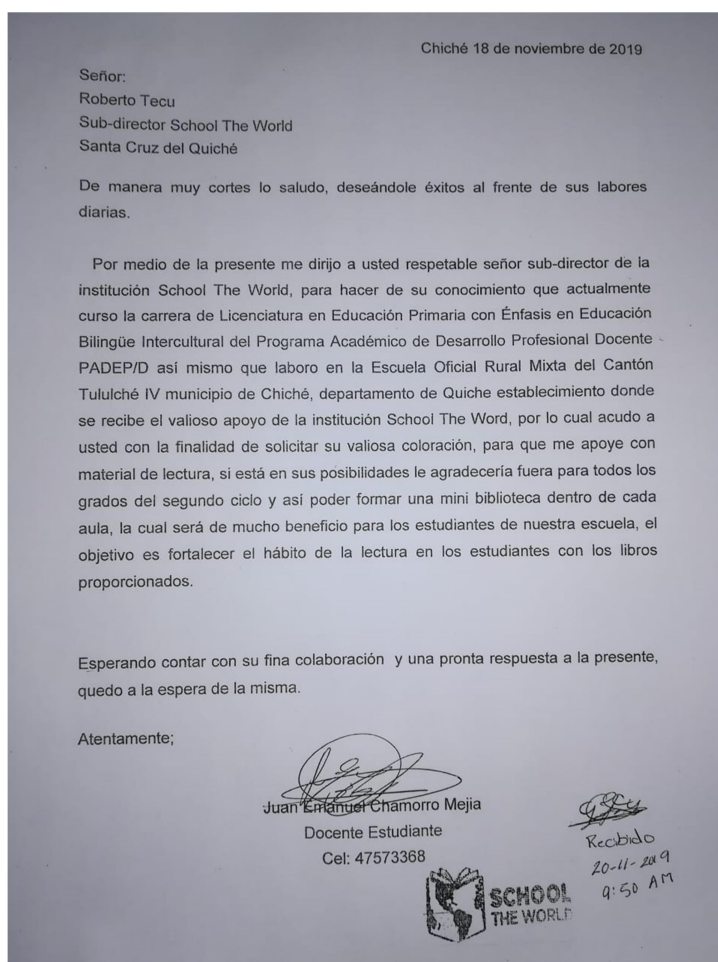 Chiché 18 de noviembre de 2019
Señor:
Roberto Tecu
Sub-director School The World
Santa Cruz del Quiché
De manera muy cortes lo saludo, deseándole éxitos al frente de sus labores
diarias.
Por medio de la presente me dirijo a usted respetable señor sub-director de la
institución School The World, para hacer de su conocimiento que actualmente
curso la carrera de Licenciatura en Educación Primaria con Énfasis en Educación
Bilingüe Intercultural del Programa Académico de Desarrollo Profesional Docente
PADEP/D así mismo que laboro en la Escuela Oficial Rural Mixta del Cantón
Tululché IV municipio de Chiché, departamento de Quiche establecimiento donde
se recibe el valioso apoyo de la institución School The Word, por lo cual acudo a
usted con la finalidad de solicitar su valiosa coloración, para que me apoye con
material de lectura, si está en sus posibilidades le agradecería fuera para todos los
grados del segundo ciclo y así poder formar una mini biblioteca dentro de cada
aula, la cual será de mucho beneficio para los estudiantes de nuestra escuela, el
objetivo es fortalecer el hábito de la lectura en los estudiantes con los libros
proporcionados.
Esperando contar con su fina colaboración y una pronta respuesta a la presente,
quedo a la espera de la misma.
Atentamente;
Juan Emanuel Chamorro Mejia
Docente Estudiante
Cel: 47573368
Recibido
20-11-2019
9:50 AM
SCHOOL
THE WORLD